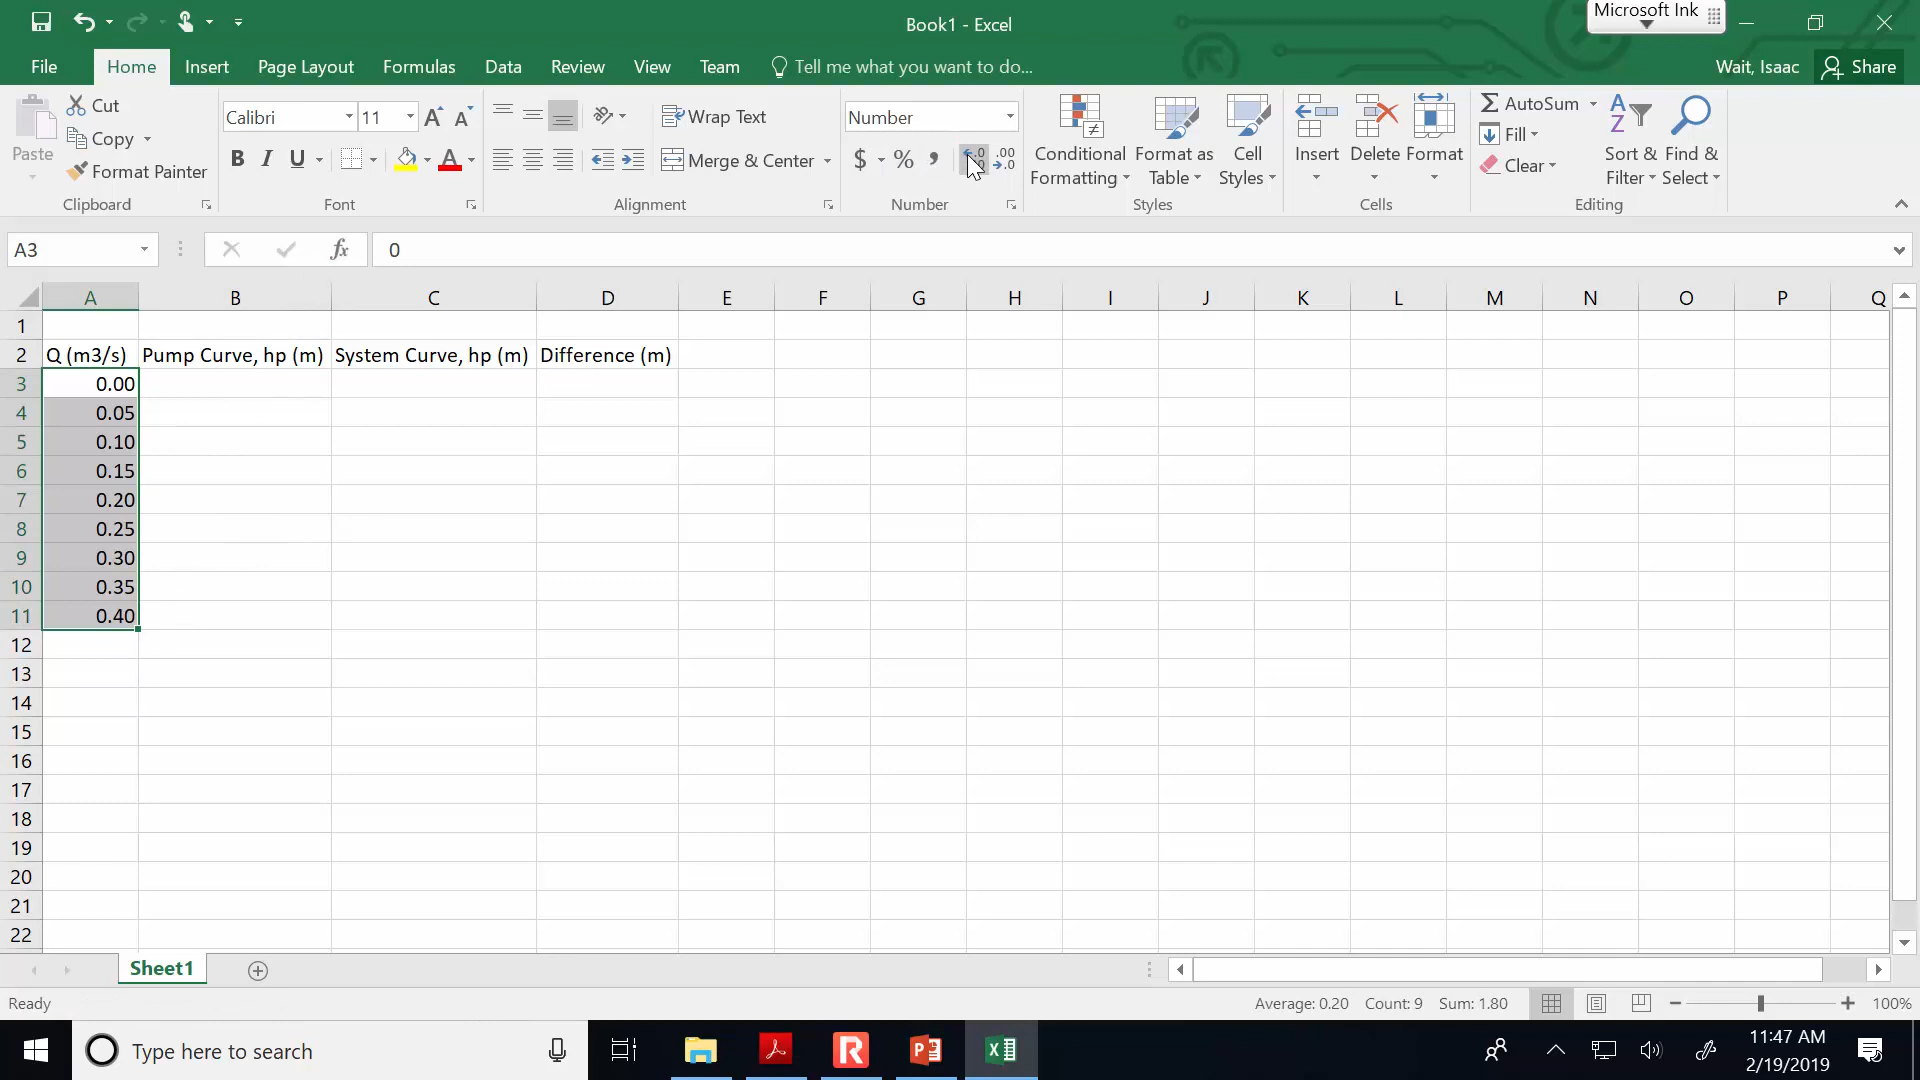 Book1 - Excel
Microsoft Ink
File Home Insert Page Layout Formulas Data Review View Team Tell me what you want to do... Wait, Isaac Share
Paste
Cut
Copy
Format Painter
Clipboard
Calibri 11
B I U
A
Font
Wrap Text
Merge & Center
Alignment
Number
$ % , .00 .0
Number
Conditional Formatting
Format as Table
Cell Styles
Styles
Insert Delete Format
Cells
AutoSum
Fill
Clear
Sort & Filter
Find & Select
Editing
A3 fx 0
A B C D E F G H I J K L M N O P Q
1
2 Q (m3/s) Pump Curve, hp (m) System Curve, hp (m) Difference (m)
3 0.00
4 0.05
5 0.10
6 0.15
7 0.20
8 0.25
9 0.30
10 0.35
11 0.40
12
13
14
15
16
17
18
19
20
21
22
Sheet1
Ready Average: 0.20 Count: 9 Sum: 1.80 100%
Type here to search
11:47 AM
2/19/2019